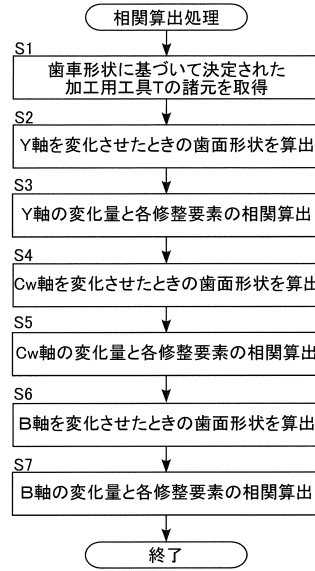 相関算出処理
S1
歯車形状に基づいて決定された
加工用工具Tの諸元を取得
S2
Y軸を変化させたときの歯面形状を算出
S3
Y軸の変化量と各修整要素の相関算出
S4
Cw軸を変化させたときの歯面形状を算出
S5
Cw軸の変化量と各修整要素の相関算出
S6
B軸を変化させたときの歯面形状を算出
S7
B軸の変化量と各修整要素の相関算出
終了